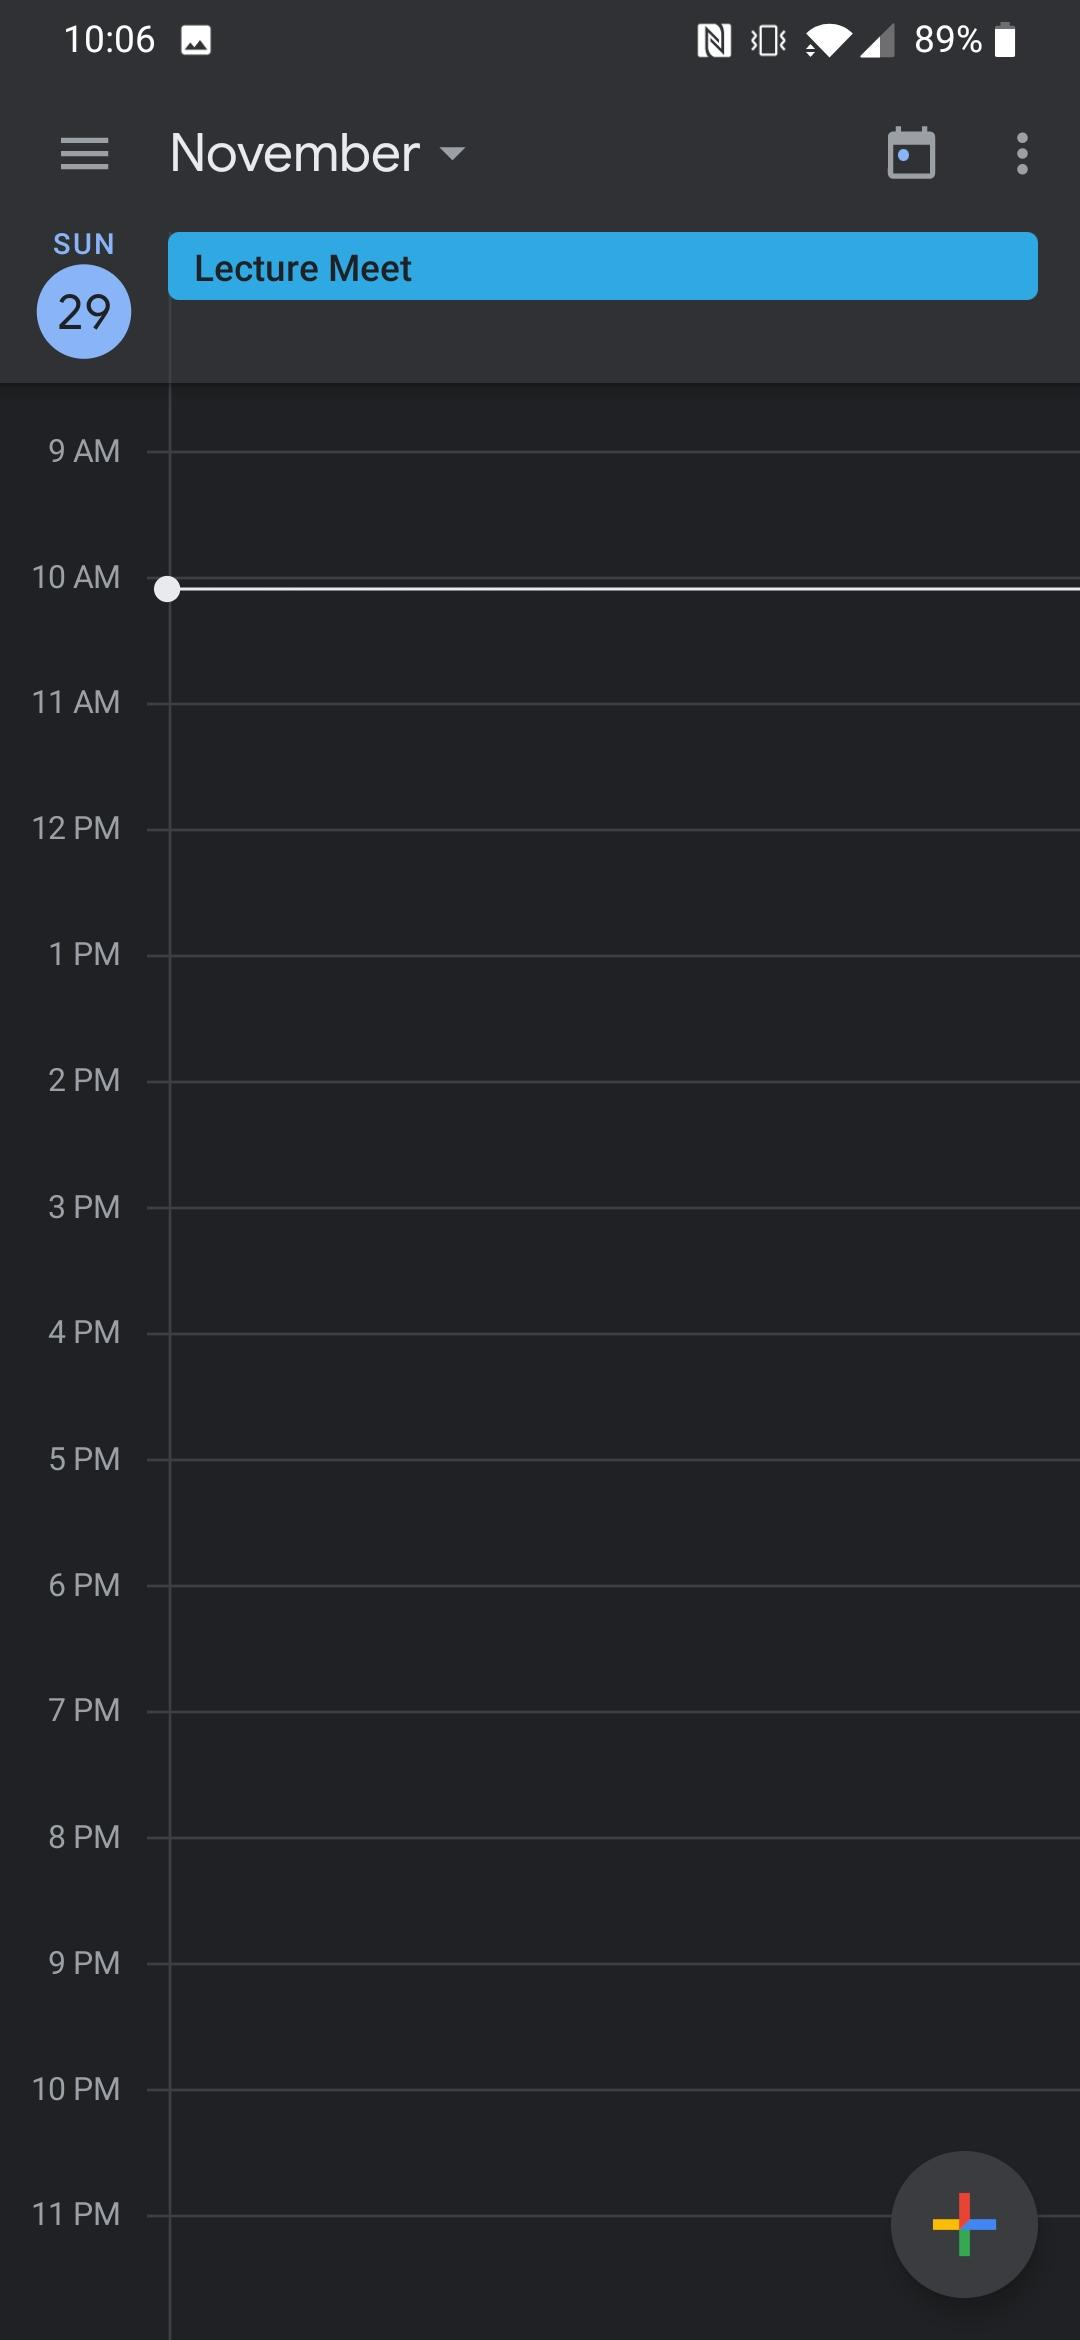 10:06 89%
November
SUN
29
Lecture Meet
9 AM
10 AM
11 AM
12 PM
1 PM
2 PM
3 PM
4 PM
5 PM
6 PM
7 PM
8 PM
9 PM
10 PM
11 PM